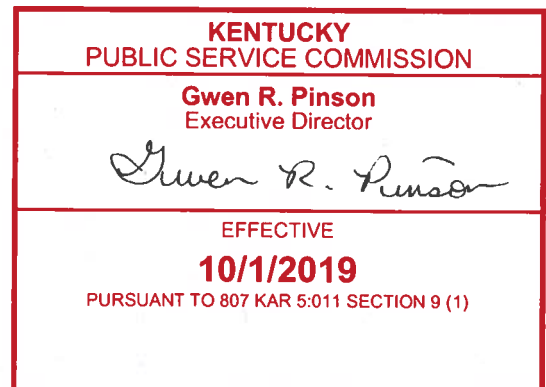 KENTUCKY
PUBLIC SERVICE COMMISSION
Gwen R. Pinson
Executive Director
Gwen R. Pinson
EFFECTIVE
10/1/2019
PURSUANT TO 807 KAR 5:011 SECTION 9 (1)